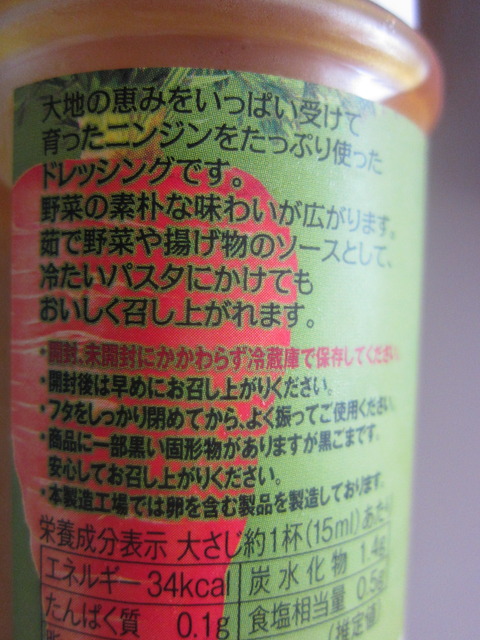 大地の恵みをいっぱい受けて
育ったニンジンをたっぷり使った
ドレッシングです。
野菜の素朴な味わいが広がります。
茹で野菜や揚げ物のソースとして、
冷たいパスタにかけても
おいしく召し上がれます。
・開封、未開封にかかわらず冷蔵庫で保存してください。
・開封後は早めにお召し上がりください。
・フタをしっかり閉めてから、よく振ってご使用ください。
・商品に一部黒い固形物がありますが黒ごまです。
安心してお召し上がりください。
・本製造工場では卵を含む製品を製造しております。
栄養成分表示 大さじ約1杯(15ml)あたり
エネルギー 34kcal 炭水化物 1.4g
たんぱく質 0.1g 食塩相当量 0.5g
(推定値)